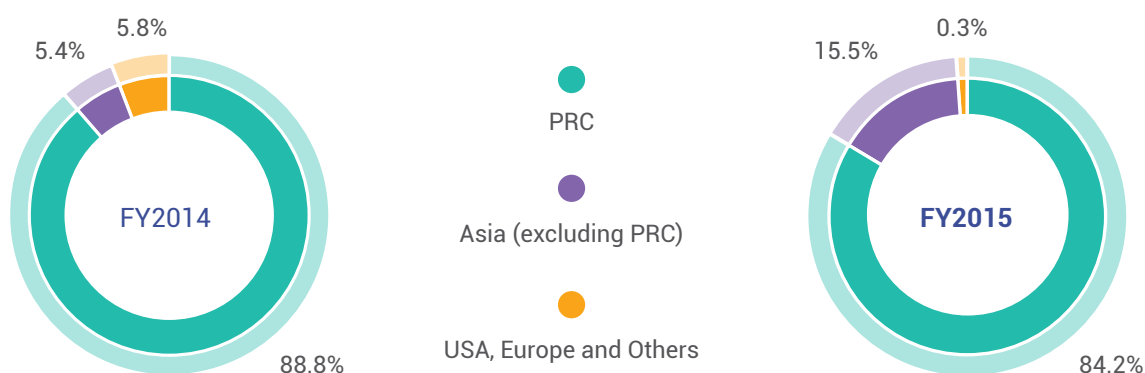 5.8%
5.4%
FY2014
88.8%
PRC
Asia (excluding PRC)
USA, Europe and Others
0.3%
15.5%
FY2015
84.2%